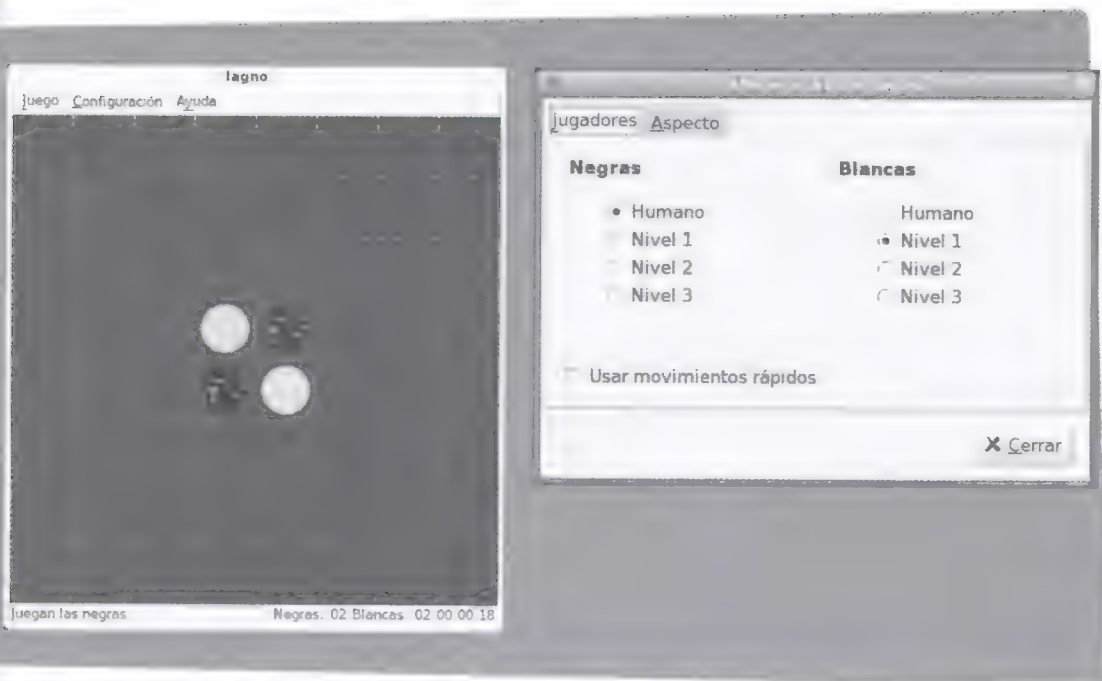 Iagno
Juego Configuración Ayuda
Juegan las negras
Negras. 02 Blancas 02 00 00 18
Jugadores Aspecto
Negras
Humano
Nivel 1
Nivel 2
Nivel 3
Blancas
Humano
Nivel 1
Nivel 2
Nivel 3
Usar movimientos rápidos
Cerrar